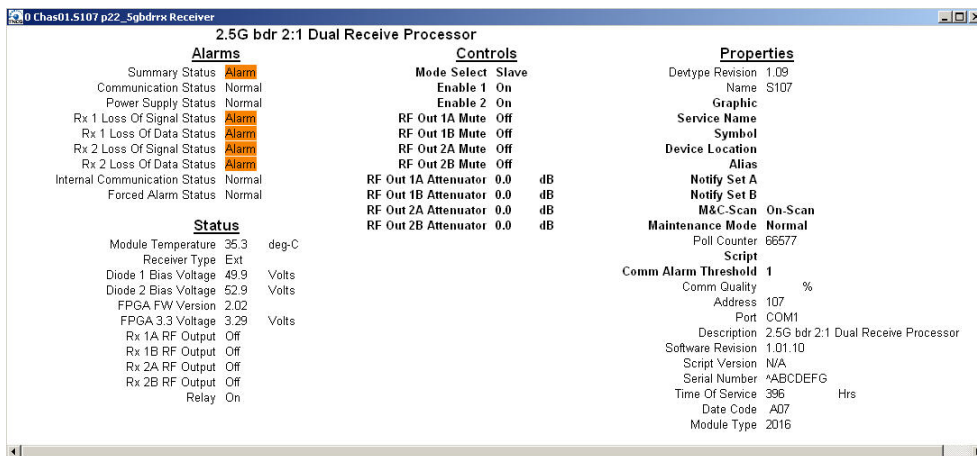 0 Chas01.S107 p22_5gbdrrx Receiver
2.5G bdr 2:1 Dual Receive Processor
Alarms
Summary Status Alarm
Communication Status Normal
Power Supply Status Normal
Rx 1 Loss Of Signal Status Alarm
Rx 1 Loss Of Data Status Alarm
Rx 2 Loss Of Signal Status Alarm
Rx 2 Loss Of Data Status Alarm
Internal Communication Status Normal
Forced Alarm Status Normal
Status
Module Temperature 35.3 deg-C
Receiver Type Ext
Diode 1 Bias Voltage 49.9 Volts
Diode 2 Bias Voltage 52.9 Volts
FPGA FW Version 2.02
FPGA 3.3 Voltage 3.29 Volts
Rx 1A RF Output Off
Rx 1B RF Output Off
Rx 2A RF Output Off
Rx 2B RF Output Off
Relay On
Controls
Mode Select Slave
Enable 1 On
Enable 2 On
RF Out 1A Mute Off
RF Out 1B Mute Off
RF Out 2A Mute Off
RF Out 2B Mute Off
RF Out 1A Attenuator 0.0 dB
RF Out 1B Attenuator 0.0 dB
RF Out 2A Attenuator 0.0 dB
RF Out 2B Attenuator 0.0 dB
Properties
Devtype Revision 1.09
Name S107
Graphic
Service Name
Symbol
Device Location
Alias
Notify Set A
Notify Set B
M&C-Scan On-Scan
Maintenance Mode Normal
Poll Counter 66577
Script
Comm Alarm Threshold 1
Comm Quality %
Address 107
Port COM1
Description 2.5G bdr 2:1 Dual Receive Processor
Software Revision 1.01.10
Script Version N/A
Serial Number ^ABCDEFG
Time Of Service 396 Hrs
Date Code A07
Module Type 2016